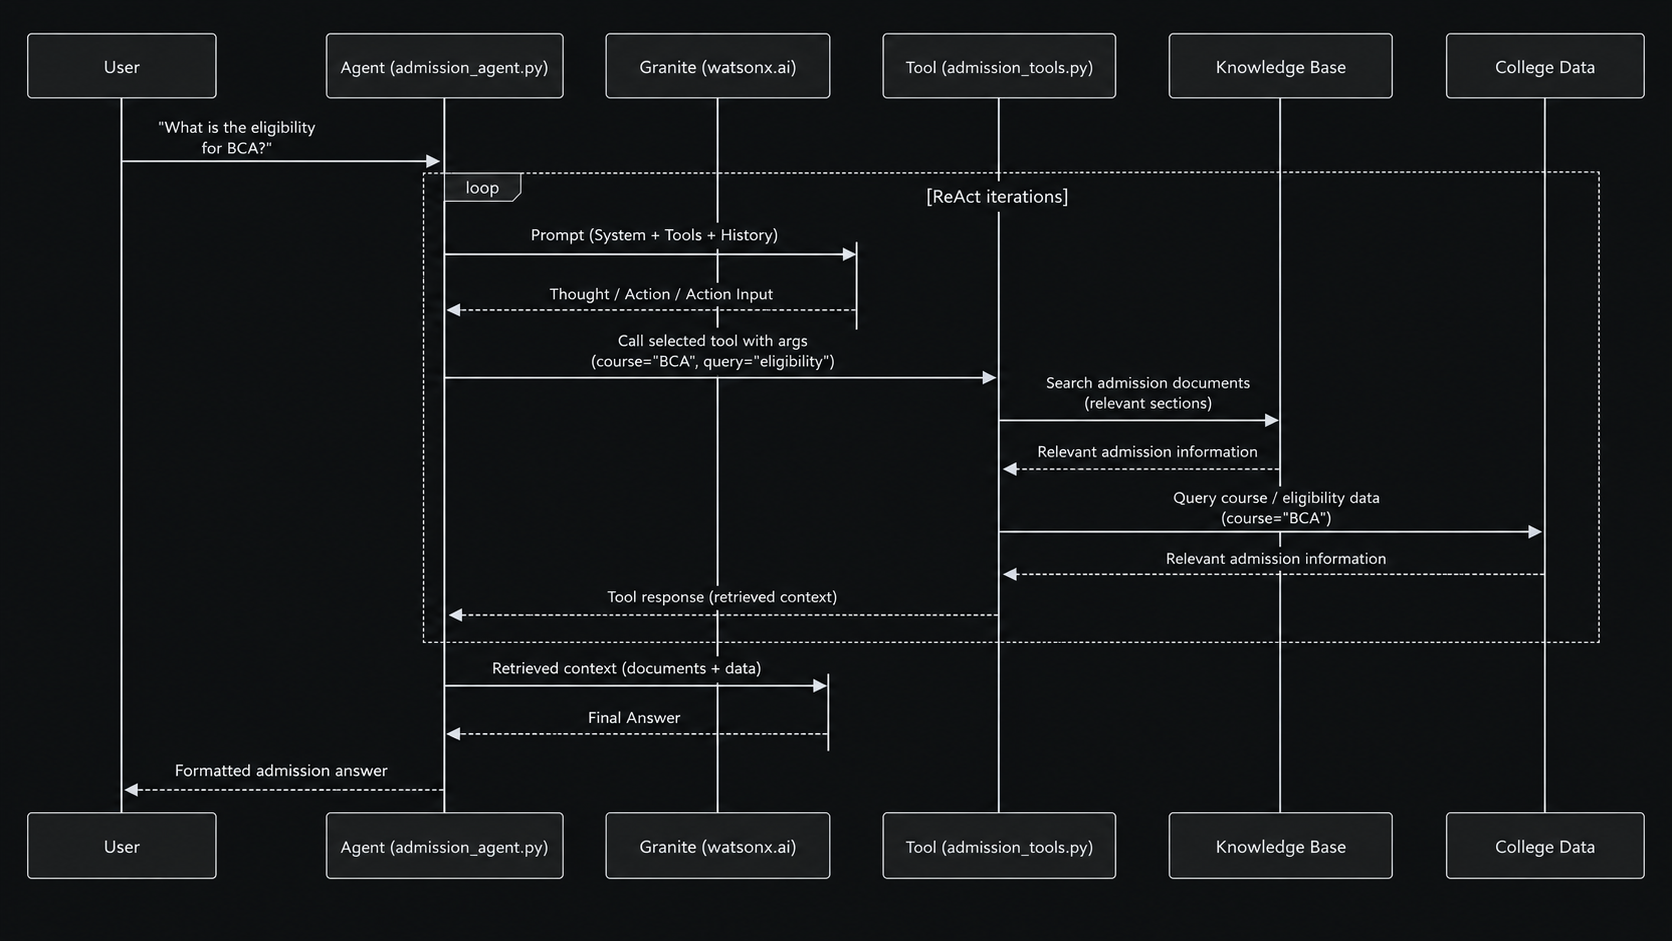 User
Agent (admission_agent.py)
Granite (watsonx.ai)
Tool (admission_tools.py)
Knowledge Base
College Data
"What is the eligibility
for BCA?"
loop
[ReAct iterations]
Prompt (System + Tools + History)
Thought / Action / Action Input
Call selected tool with args
(course="BCA", query="eligibility")
Search admission documents
(relevant sections)
Relevant admission information
Query course / eligibility data
(course="BCA")
Relevant admission information
Tool response (retrieved context)
Retrieved context (documents + data)
Final Answer
Formatted admission answer
User
Agent (admission_agent.py)
Granite (watsonx.ai)
Tool (admission_tools.py)
Knowledge Base
College Data